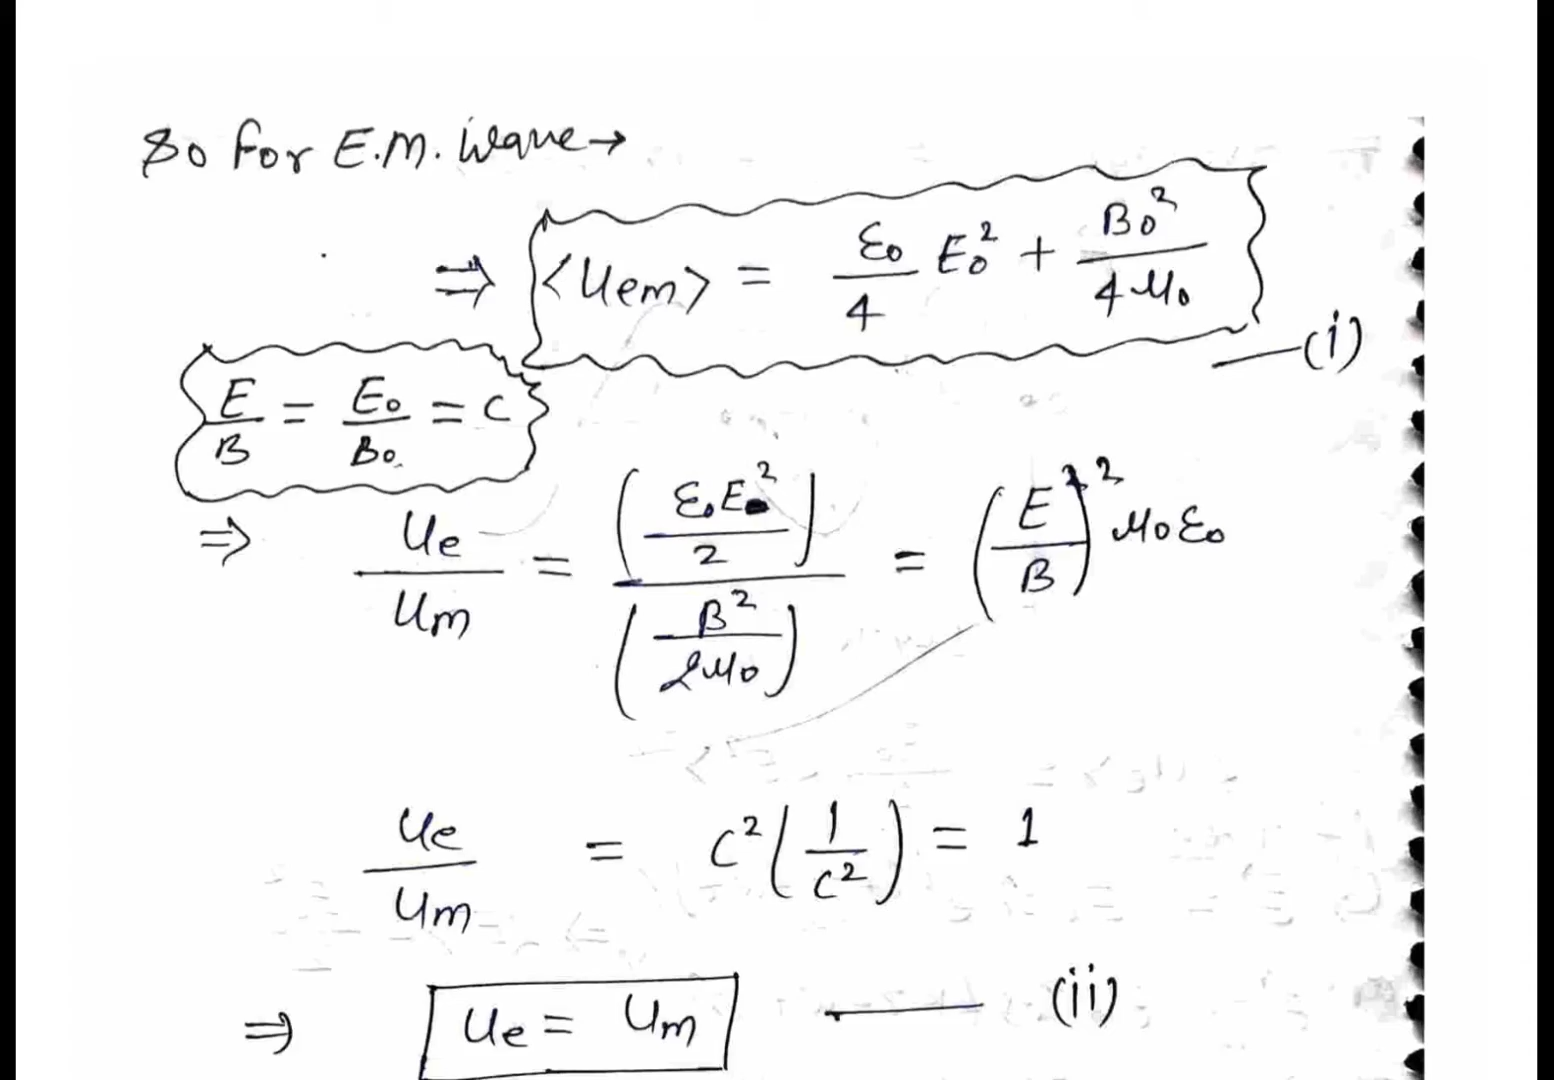 So for E.M. Wave →
⇒ <Uem> = ε₀/4 E₀² + B₀²/4μ₀ —(i)
E/B = E₀/B₀ = c
⇒ Ue/Um = (ε₀E²/2)/(B²/2μ₀) = (E/B)² μ₀ε₀
Ue/Um = c²(1/c²) = 1
⇒ Ue = Um — (ii)